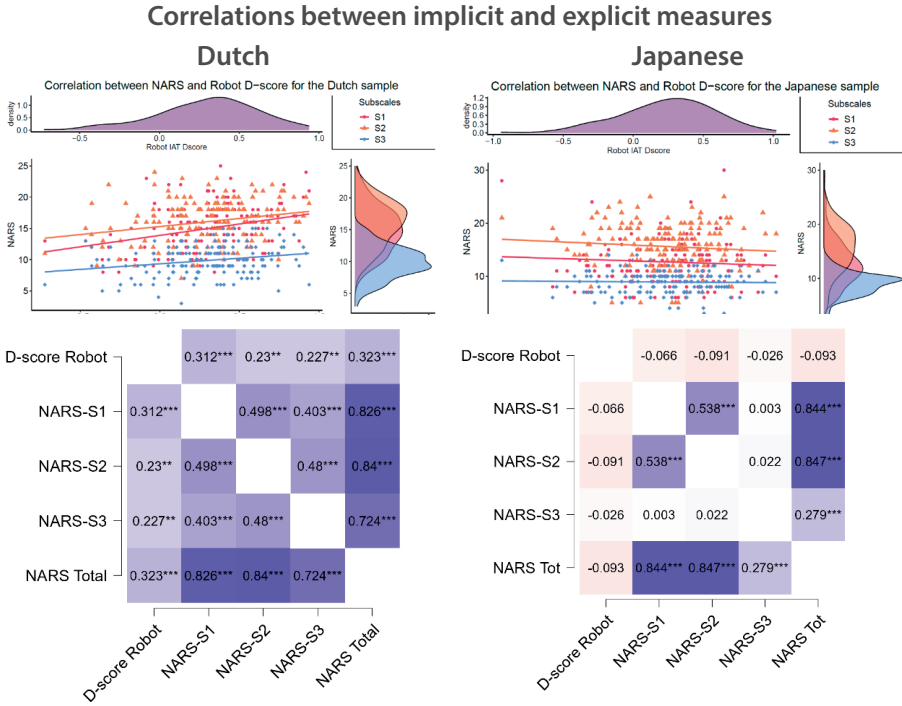 Correlations between implicit and explicit measures
Dutch
Correlation between NARS and Robot D−score for the Dutch sample
density
1.0
0.5
0.0
−0.5
0.0
0.5
1.0
Robot IAT Dscore
Subscales
S1
S2
S3
NARS
25
20
15
10
5
NARS
25
20
15
10
5
D-score Robot
0.312*** 0.23** 0.227** 0.323***
NARS-S1
0.312*** 0.498*** 0.403*** 0.826***
NARS-S2
0.23** 0.498*** 0.48*** 0.84***
NARS-S3
0.227** 0.403*** 0.48*** 0.724***
NARS Total
0.323*** 0.826*** 0.84*** 0.724***
D-score Robot
NARS-S1
NARS-S2
NARS-S3
NARS Total
Japanese
Correlation between NARS and Robot D−score for the Japanese sample
density
1.2
0.9
0.6
0.3
0.0
−1.0
−0.5
0.0
0.5
1.0
Robot IAT Dscore
Subscales
S1
S2
S3
NARS
30
20
10
NARS
30
20
10
D-score Robot
-0.066 -0.091 -0.026 -0.093
NARS-S1
-0.066 0.538*** 0.003 0.844***
NARS-S2
-0.091 0.538*** 0.022 0.847***
NARS-S3
-0.026 0.003 0.022 0.279***
NARS Tot
-0.093 0.844*** 0.847*** 0.279***
D-score Robot
NARS-S1
NARS-S2
NARS-S3
NARS Tot